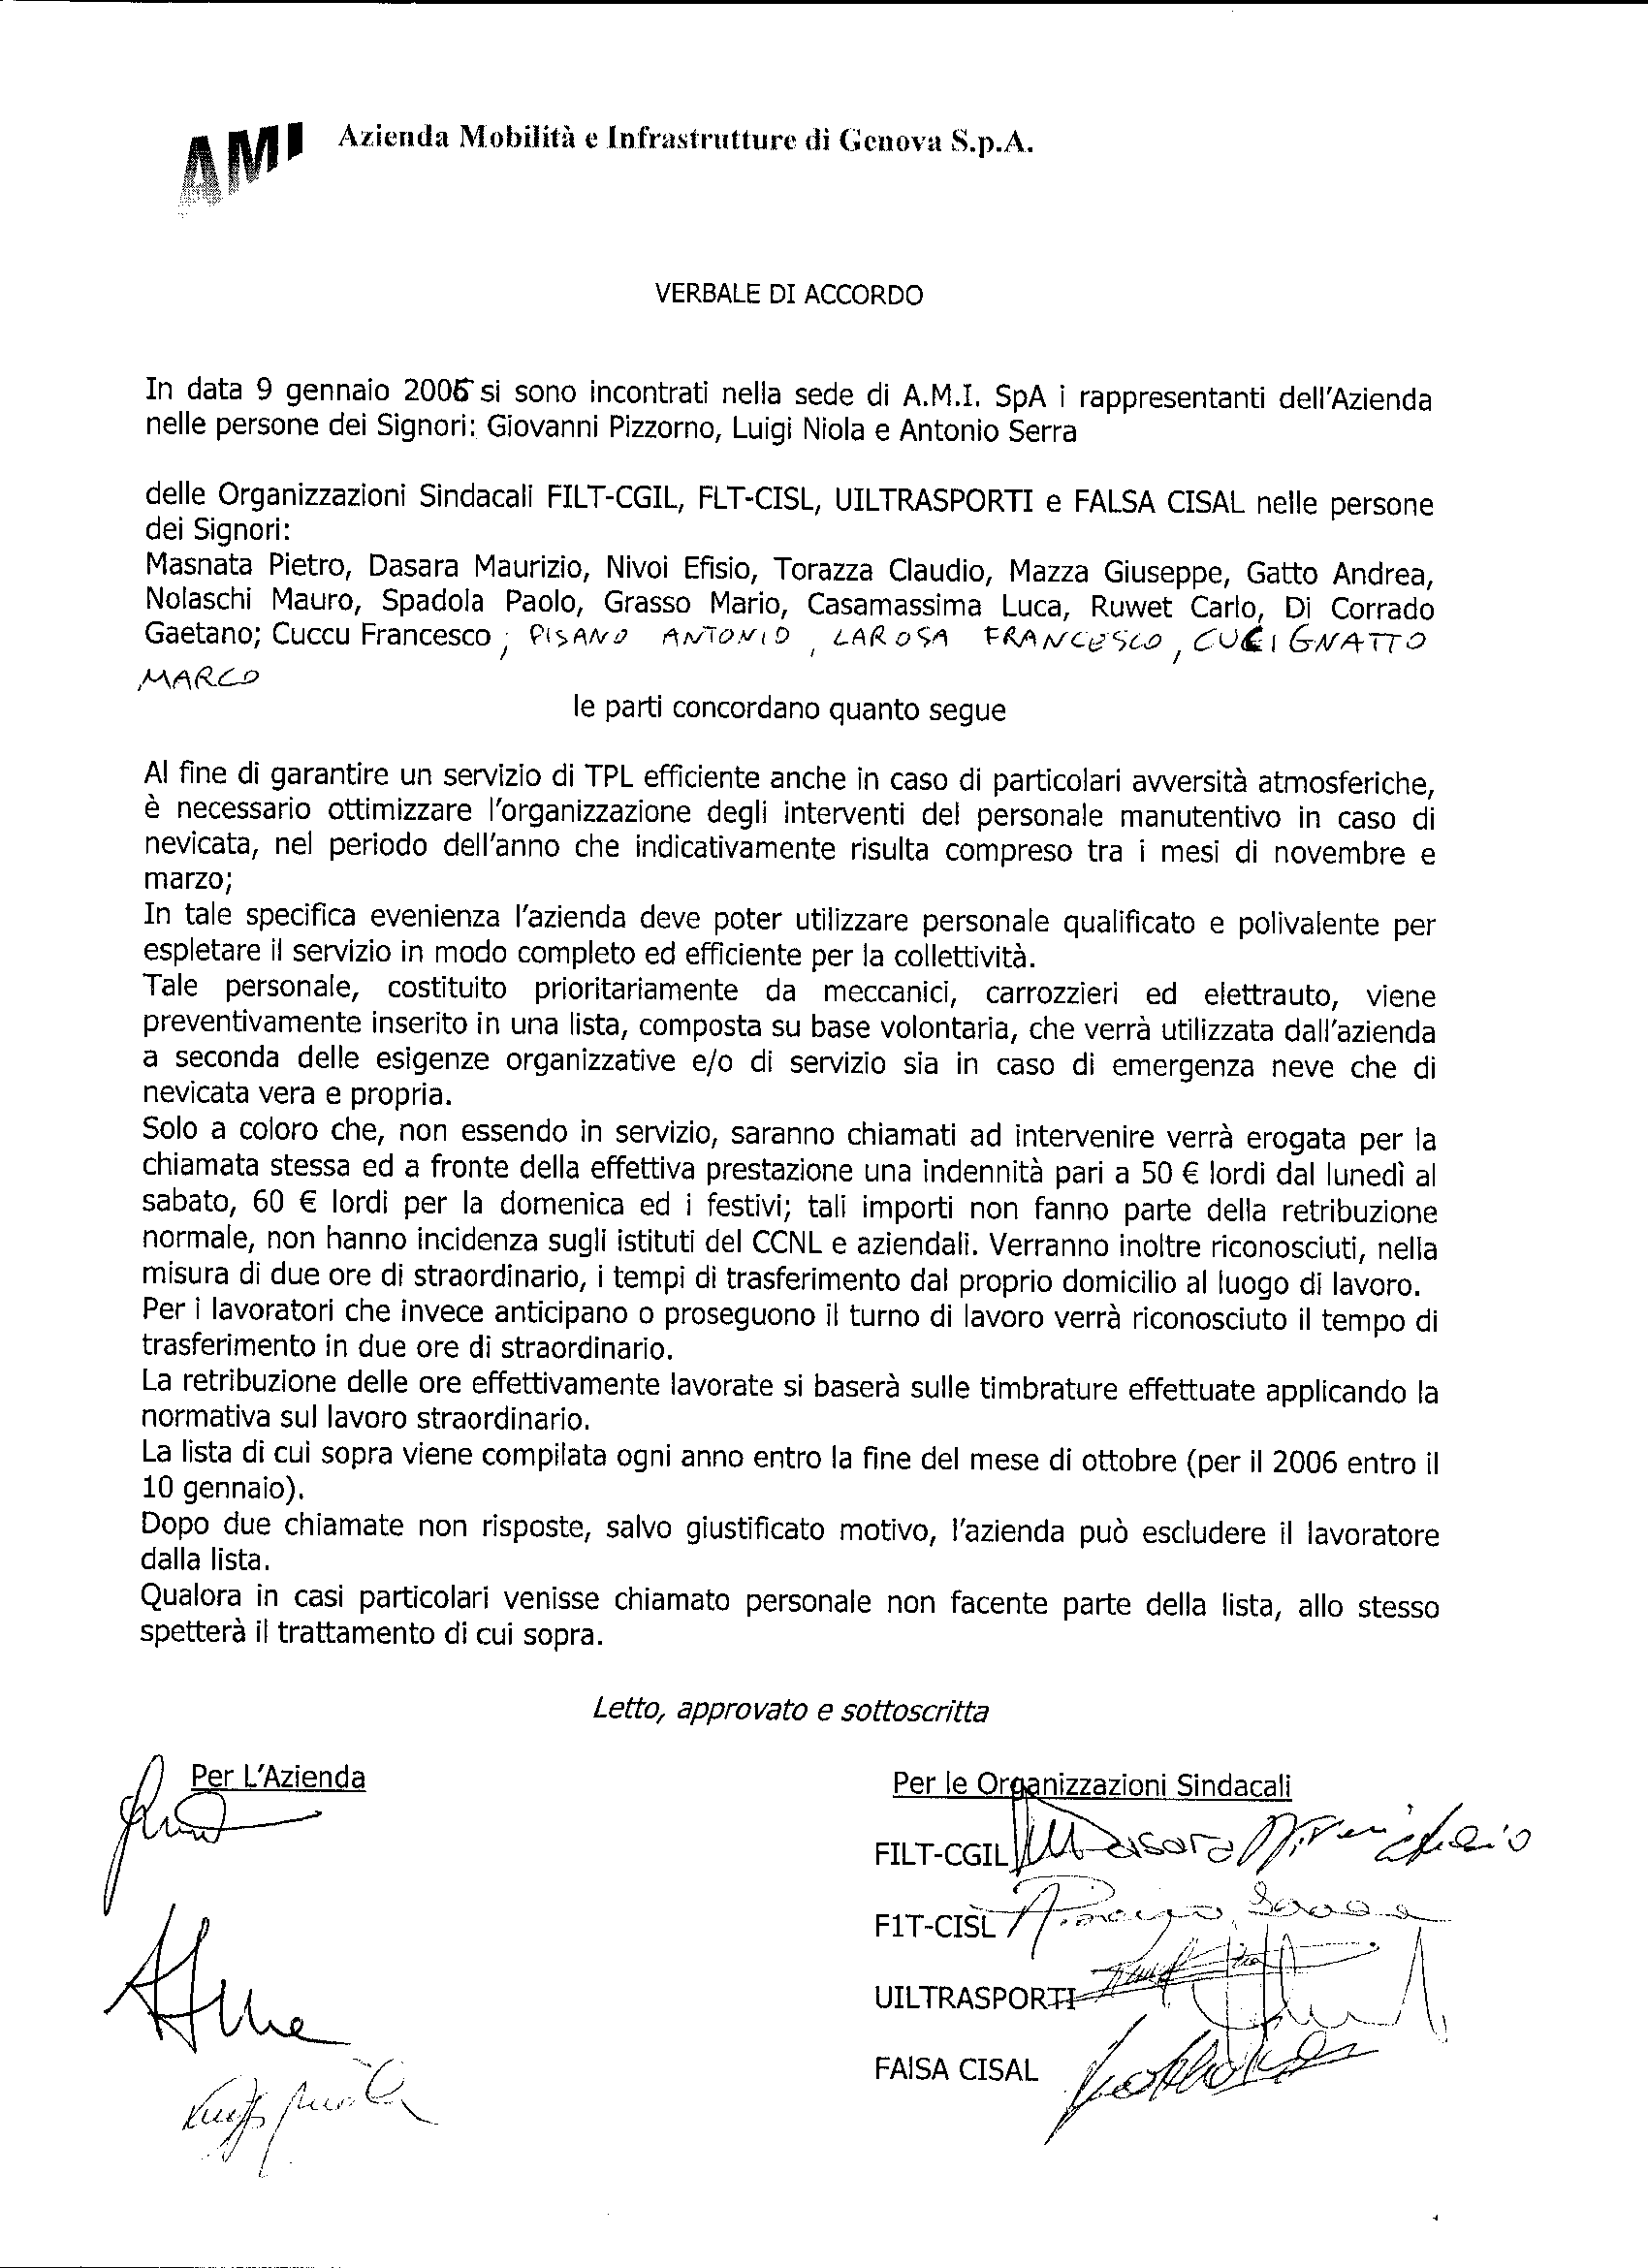 AMI Azienda Mobilità e Infrastrutture di Genova S.p.A.
VERBALE DI ACCORDO
In data 9 gennaio 2006 si sono incontrati nella sede di A.M.I. SpA i rappresentanti dell'Azienda
nelle persone dei Signori: Giovanni Pizzorno, Luigi Niola e Antonio Serra
delle Organizzazioni Sindacali FILT-CGIL, FLT-CISL, UILTRASPORTI e FALSA CISAL nelle persone
dei Signori:
Masnata Pietro, Dasara Maurizio, Nivoi Efisio, Torazza Claudio, Mazza Giuseppe, Gatto Andrea,
Nolaschi Mauro, Spadola Paolo, Grasso Mario, Casamassima Luca, Ruwet Carlo, Di Corrado
Gaetano; Cuccu Francesco, PISANO ANTONIO, LAROSA FRANCESCO, CUCIGNATTO
MARCO
le parti concordano quanto segue
Al fine di garantire un servizio di TPL efficiente anche in caso di particolari avversità atmosferiche,
è necessario ottimizzare l'organizzazione degli interventi del personale manutentivo in caso di
nevicata, nel periodo dell'anno che indicativamente risulta compreso tra i mesi di novembre e
marzo;
In tale specifica evenienza l'azienda deve poter utilizzare personale qualificato e polivalente per
espletare il servizio in modo completo ed efficiente per la collettività.
Tale personale, costituito prioritariamente da meccanici, carrozzieri ed elettrauto, viene
preventivamente inserito in una lista, composta su base volontaria, che verrà utilizzata dall'azienda
a seconda delle esigenze organizzative e/o di servizio sia in caso di emergenza neve che di
nevicata vera e propria.
Solo a coloro che, non essendo in servizio, saranno chiamati ad intervenire verrà erogata per la
chiamata stessa ed a fronte della effettiva prestazione una indennità pari a 50 € lordi dal lunedì al
sabato, 60 € lordi per la domenica ed i festivi; tali importi non fanno parte della retribuzione
normale, non hanno incidenza sugli istituti del CCNL e aziendali. Verranno inoltre riconosciuti, nella
misura di due ore di straordinario, i tempi di trasferimento dal proprio domicilio al luogo di lavoro.
Per i lavoratori che invece anticipano o proseguono il turno di lavoro verrà riconosciuto il tempo di
trasferimento in due ore di straordinario.
La retribuzione delle ore effettivamente lavorate si baserà sulle timbrature effettuate applicando la
normativa sul lavoro straordinario.
La lista di cui sopra viene compilata ogni anno entro la fine del mese di ottobre (per il 2006 entro il
10 gennaio).
Dopo due chiamate non risposte, salvo giustificato motivo, l'azienda può escludere il lavoratore
dalla lista.
Qualora in casi particolari venisse chiamato personale non facente parte della lista, allo stesso
spetterà il trattamento di cui sopra.
Letto, approvato e sottoscritta
Per L'Azienda
Per le Organizzazioni Sindacali
FILT-CGIL
F1T-CISL
UILTRASPORTI
FAISA CISAL